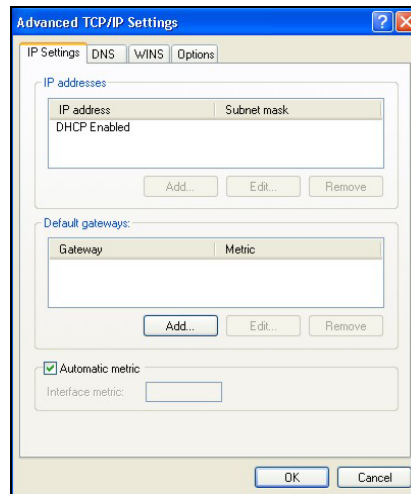 Advanced TCP/IP Settings
IP Settings DNS WINS Options
IP addresses
IP address Subnet mask
DHCP Enabled
Add... Edit... Remove
Default gateways:
Gateway Metric
Add... Edit... Remove
Automatic metric
Interface metric:
OK Cancel